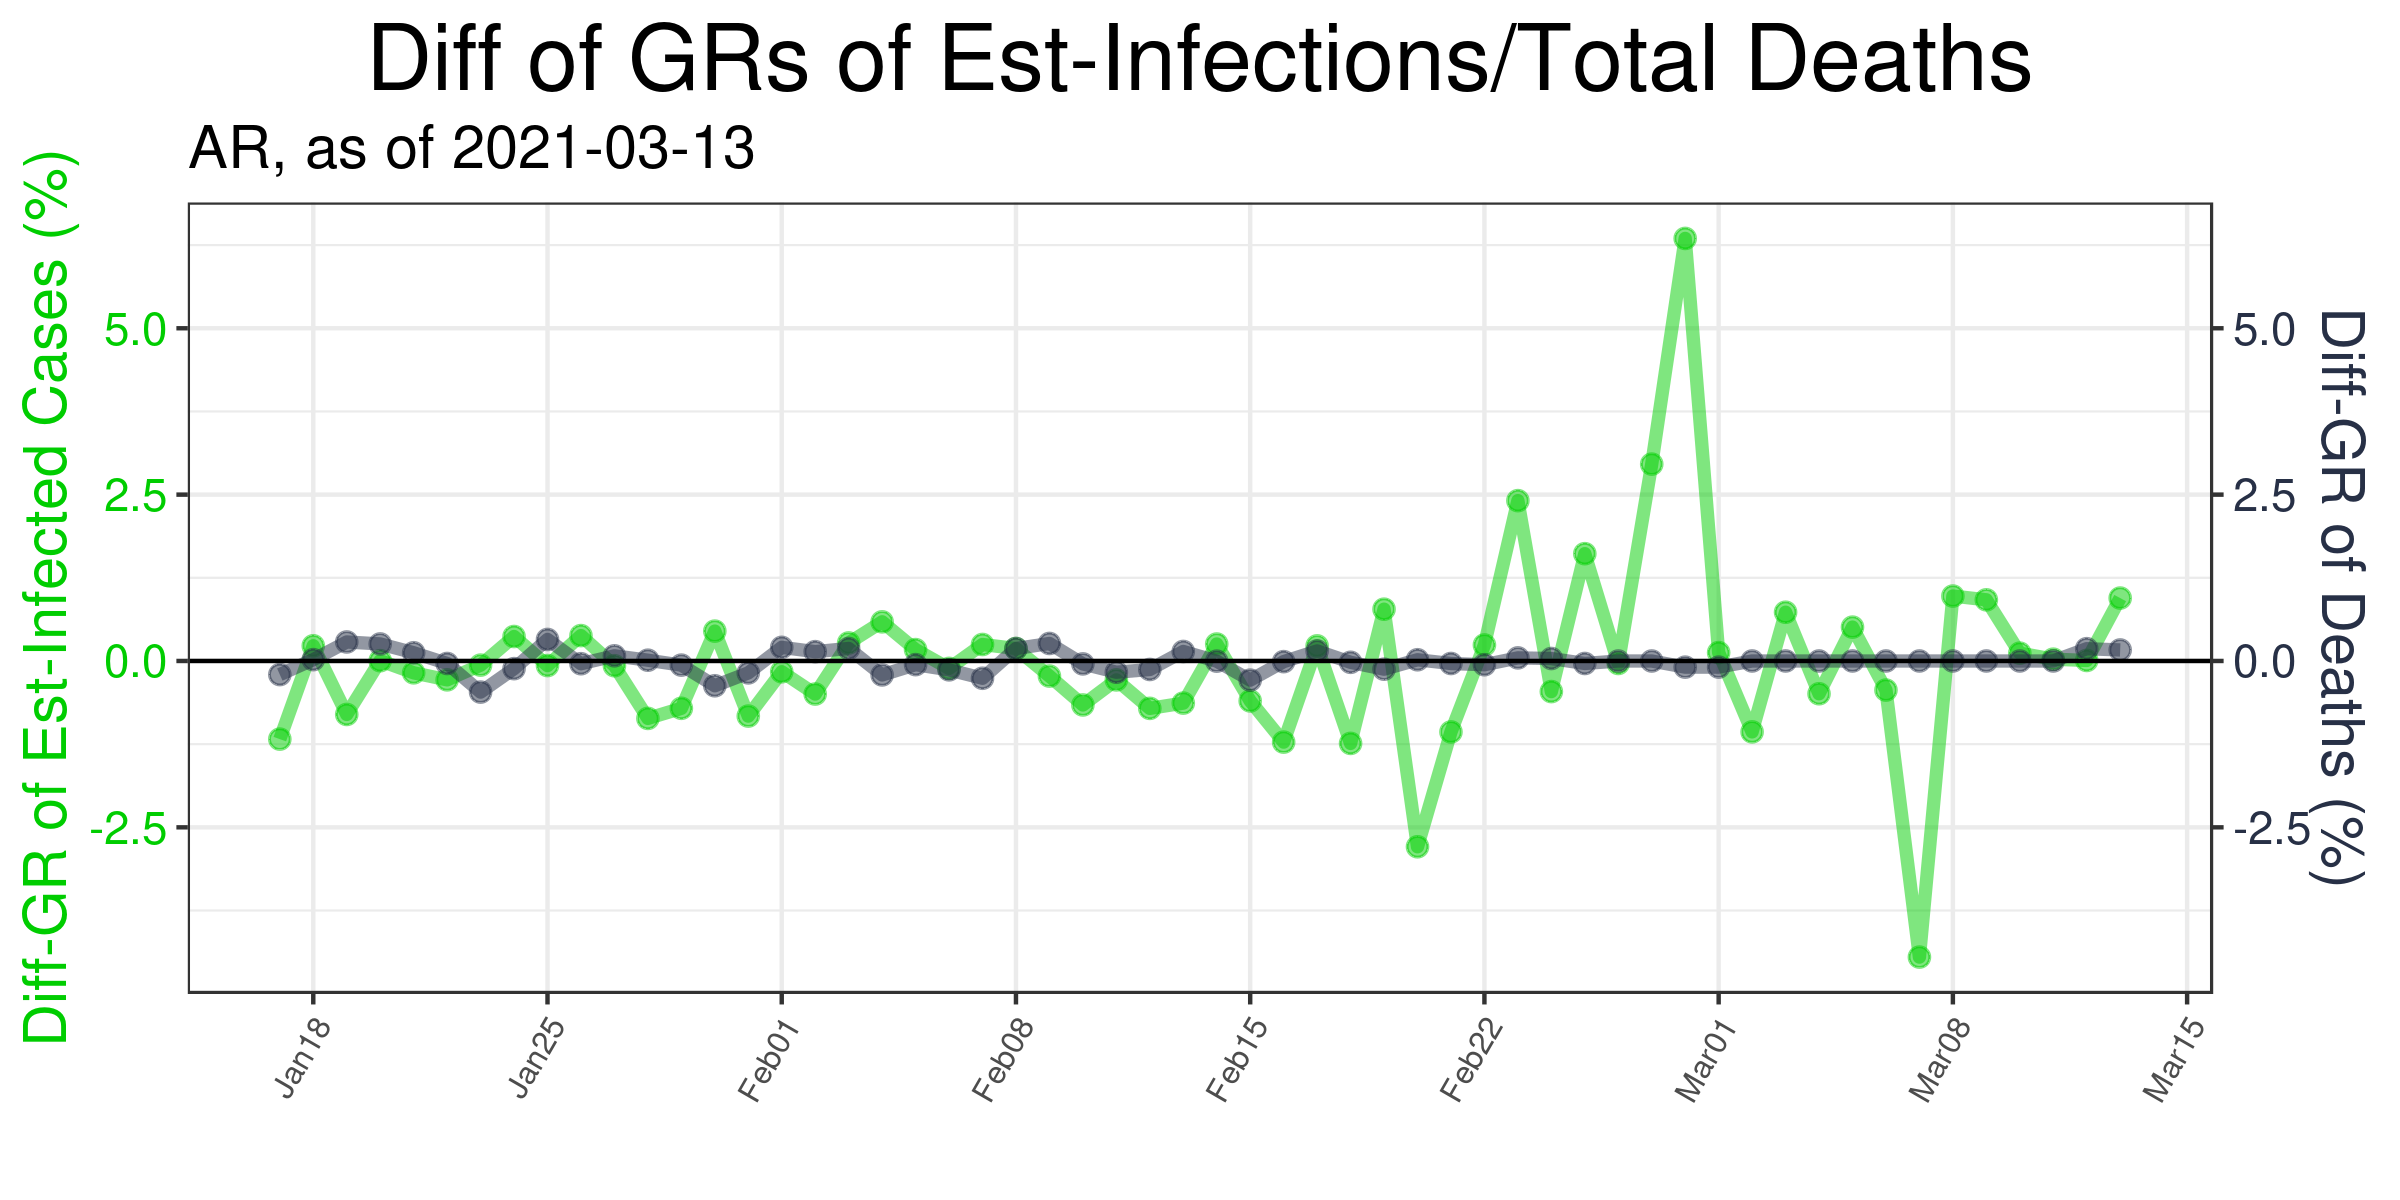 Diff of GRs of Est-Infections/Total Deaths
AR, as of 2021-03-13
Diff-GR of Est-Infected Cases (%)
5.0
2.5
0.0
-2.5
5.0
2.5
0.0
-2.5
Diff-GR of Deaths (%)
Jan18
Jan25
Feb01
Feb08
Feb15
Feb22
Mar01
Mar08
Mar15